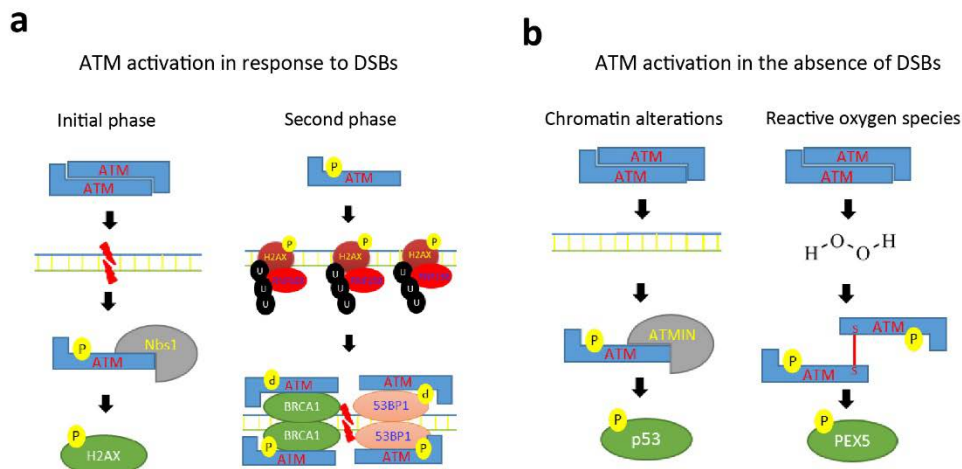 a
ATM activation in response to DSBs
Initial phase
ATM
ATM
P
ATM
Nbs1
P
H2AX
Second phase
P
ATM
P
P
P
H2AX
H2AX
H2AX
U
U
U
U
U
U
U
U
U
P
ATM
ATM
P
BRCA1
53BP1
BRCA1
53BP1
P
ATM
ATM
P
b
ATM activation in the absence of DSBs
Chromatin alterations
ATM
ATM
P
ATM
ATMIN
P
p53
Reactive oxygen species
ATM
ATM
H O O H
S
ATM
P
P
ATM
S
P
PEX5